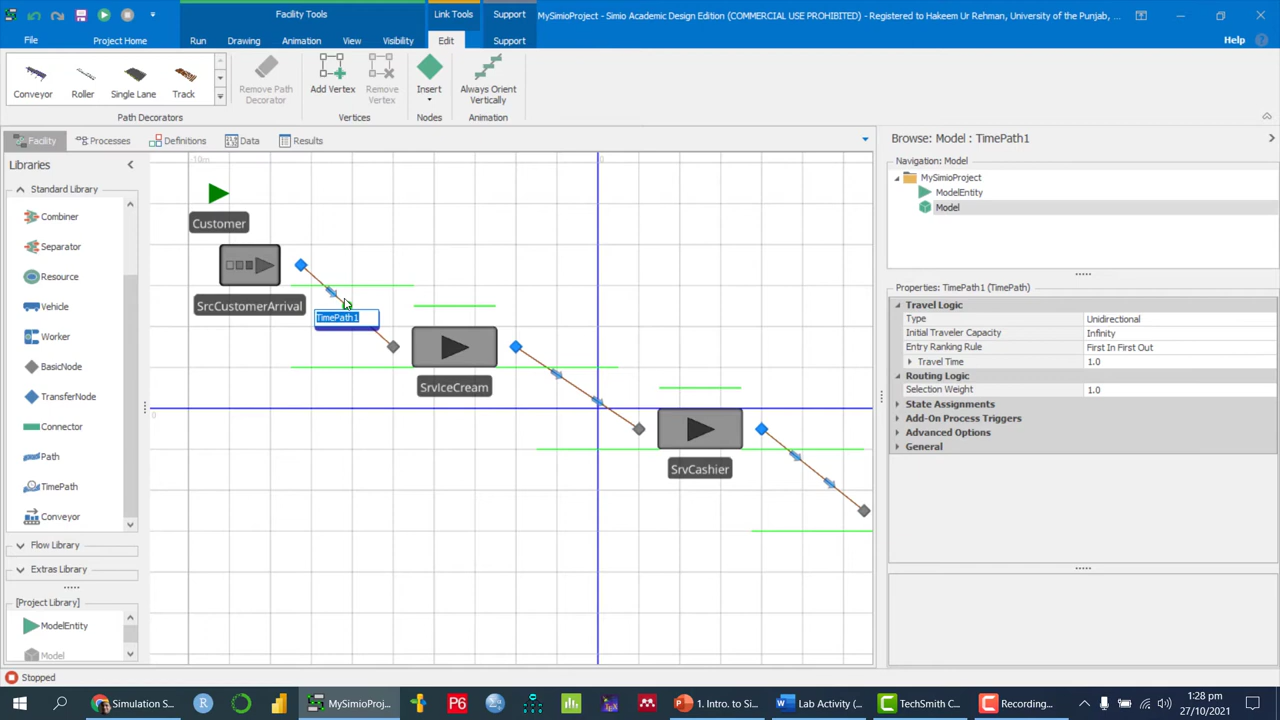 MySimioProject - Simio Academic Design Edition (COMMERCIAL USE PROHIBITED) - Registered to Hakeem Ur Rehman, University of the Punjab, ...
Facility Tools
Link Tools
Support
File
Project Home
Run
Drawing
Animation
View
Visibility
Edit
Support
Help
Conveyor
Roller
Single Lane
Track
Remove Path Decorator
Add Vertex
Remove Vertex
Insert
Always Orient Vertically
Path Decorators
Vertices
Nodes
Animation
Facility
Processes
Definitions
Data
Results
Browse: Model : TimePath1
Libraries
Navigation: Model
Standard Library
MySimioProject
ModelEntity
Model
Combiner
Separator
Resource
Vehicle
Worker
BasicNode
TransferNode
Connector
Path
TimePath
Conveyor
Flow Library
Extras Library
[Project Library]
ModelEntity
Model
-10m
0
0
Customer
SrcCustomerArrival
TimePath1
SrvIceCream
SrvCashier
Properties: TimePath1 (TimePath)
Travel Logic
Type Unidirectional
Initial Traveler Capacity Infinity
Entry Ranking Rule First In First Out
Travel Time 1.0
Routing Logic
Selection Weight 1.0
State Assignments
Add-On Process Triggers
Advanced Options
General
Stopped
Simulation S...
R
MySimioProj...
P6
1. Intro. to Si...
Lab Activity (...
TechSmith C...
Recording...
1:28 pm
27/10/2021